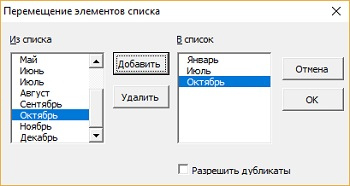 Перемещение элементов списка
Из списка
Май
Июнь
Июль
Август
Сентябрь
Октябрь
Ноябрь
Декабрь
Добавить
Удалить
В список
Январь
Июль
Октябрь
Отмена
OK
Разрешить дубликаты